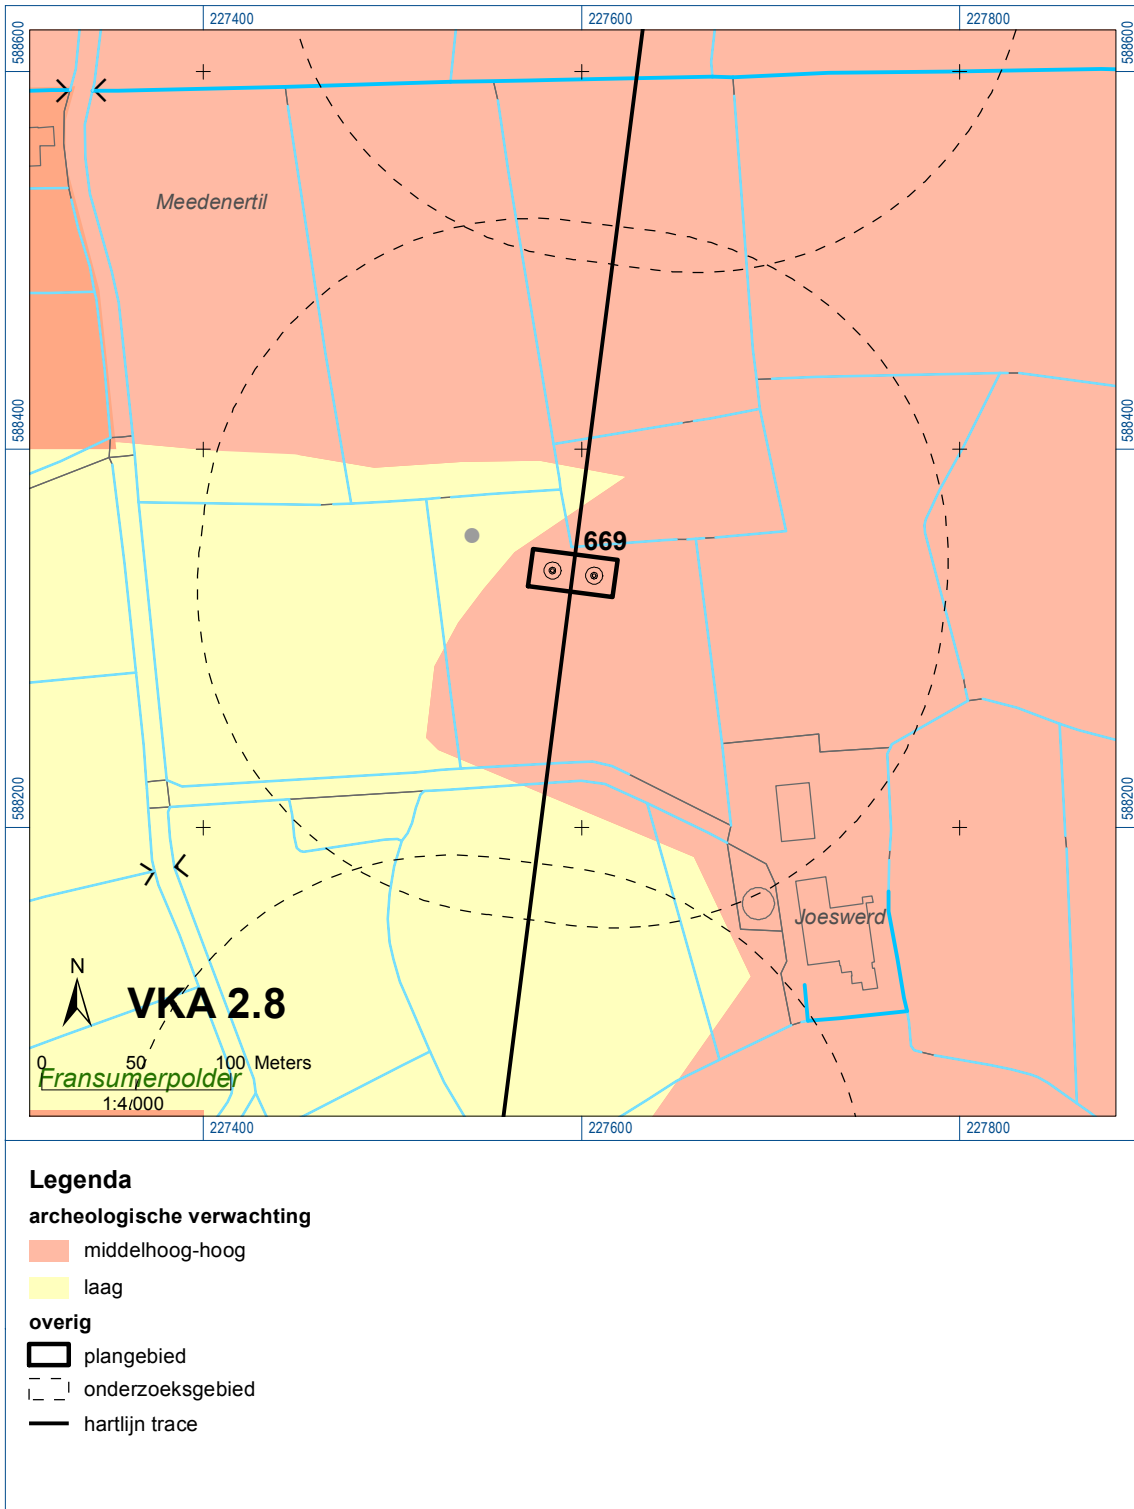 227400
227600
227800
588600
588600
Meedenertil
588400
588400
669
588200
588200
Joeswerd
N
VKA 2.8
0 50 100 Meters
Fransumerpolder
1:4.000
227400
227600
227800
Legenda
archeologische verwachting
middelhoog-hoog
laag
overig
plangebied
onderzoeksgebied
hartlijn trace